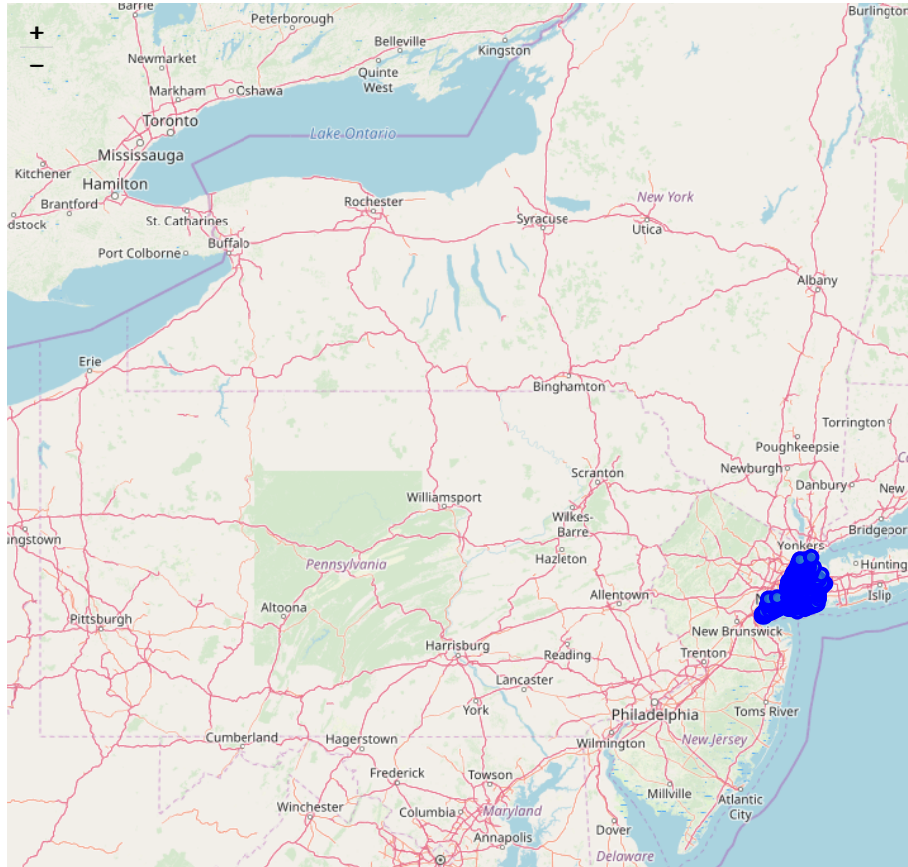 +
−
Barrie
Peterborough
Burlington
Belleville
Kingston
Newmarket
Quinte
West
Markham
Oshawa
Toronto
Lake Ontario
Mississauga
Kitchener
Hamilton
Brantford
dstock
St. Catharines
Rochester
New York
Syracuse
Utica
Port Colborne
Buffalo
Albany
Erie
Binghamton
Torrington
Poughkeepsie
Newburgh
Danbury
New
Scranton
Williamsport
Bridgepor
Wilkes-
Barre
ungstown
Yonkers
Hazleton
Hunting
Pennsylvania
Islip
Allentown
Altoona
Pittsburgh
New Brunswick
Harrisburg
Reading
Trenton
Lancaster
York
Philadelphia
Toms River
Cumberland
Hagerstown
Wilmington
New Jersey
Frederick
Towson
Millville
Atlantic
City
Winchester
Columbia
Maryland
Dover
Annapolis
Delaware